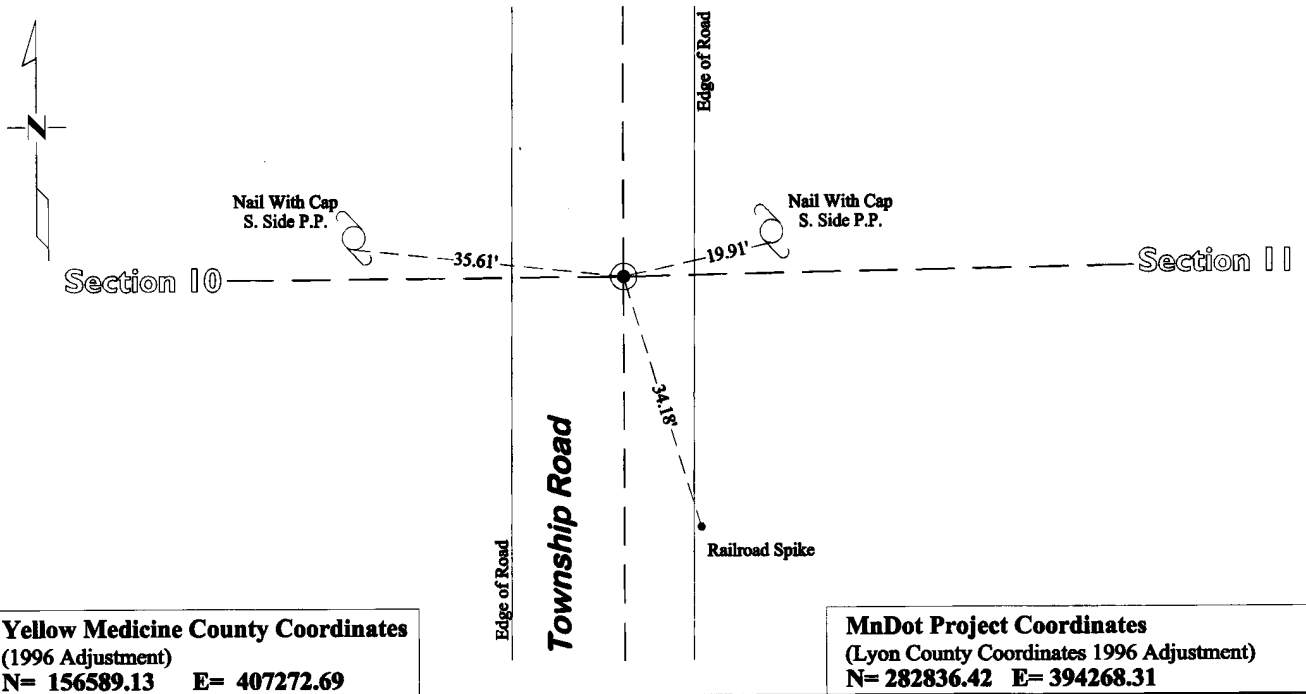 N
Edge of Road
Nail With Cap
S. Side P.P.
Nail With Cap
S. Side P.P.
35.61'
19.91'
Section 10
Section 11
34.18'
Township Road
Edge of Road
Railroad Spike
Yellow Medicine County Coordinates
(1996 Adjustment)
N= 156589.13 E= 407272.69
MnDot Project Coordinates
(Lyon County Coordinates 1996 Adjustment)
N= 282836.42 E= 394268.31